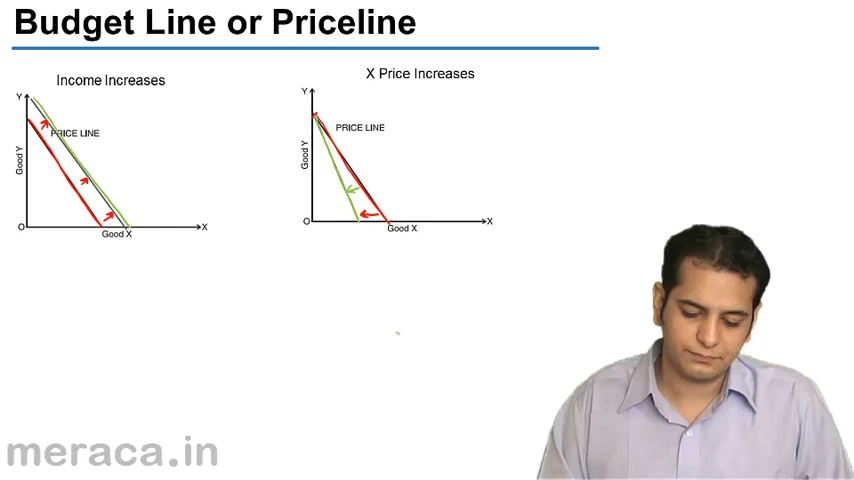 Budget Line or Priceline
Income Increases
Y
PRICE LINE
Good Y
O
Good X
X
X Price Increases
Y
PRICE LINE
Good Y
O
Good X
X
meraca.in